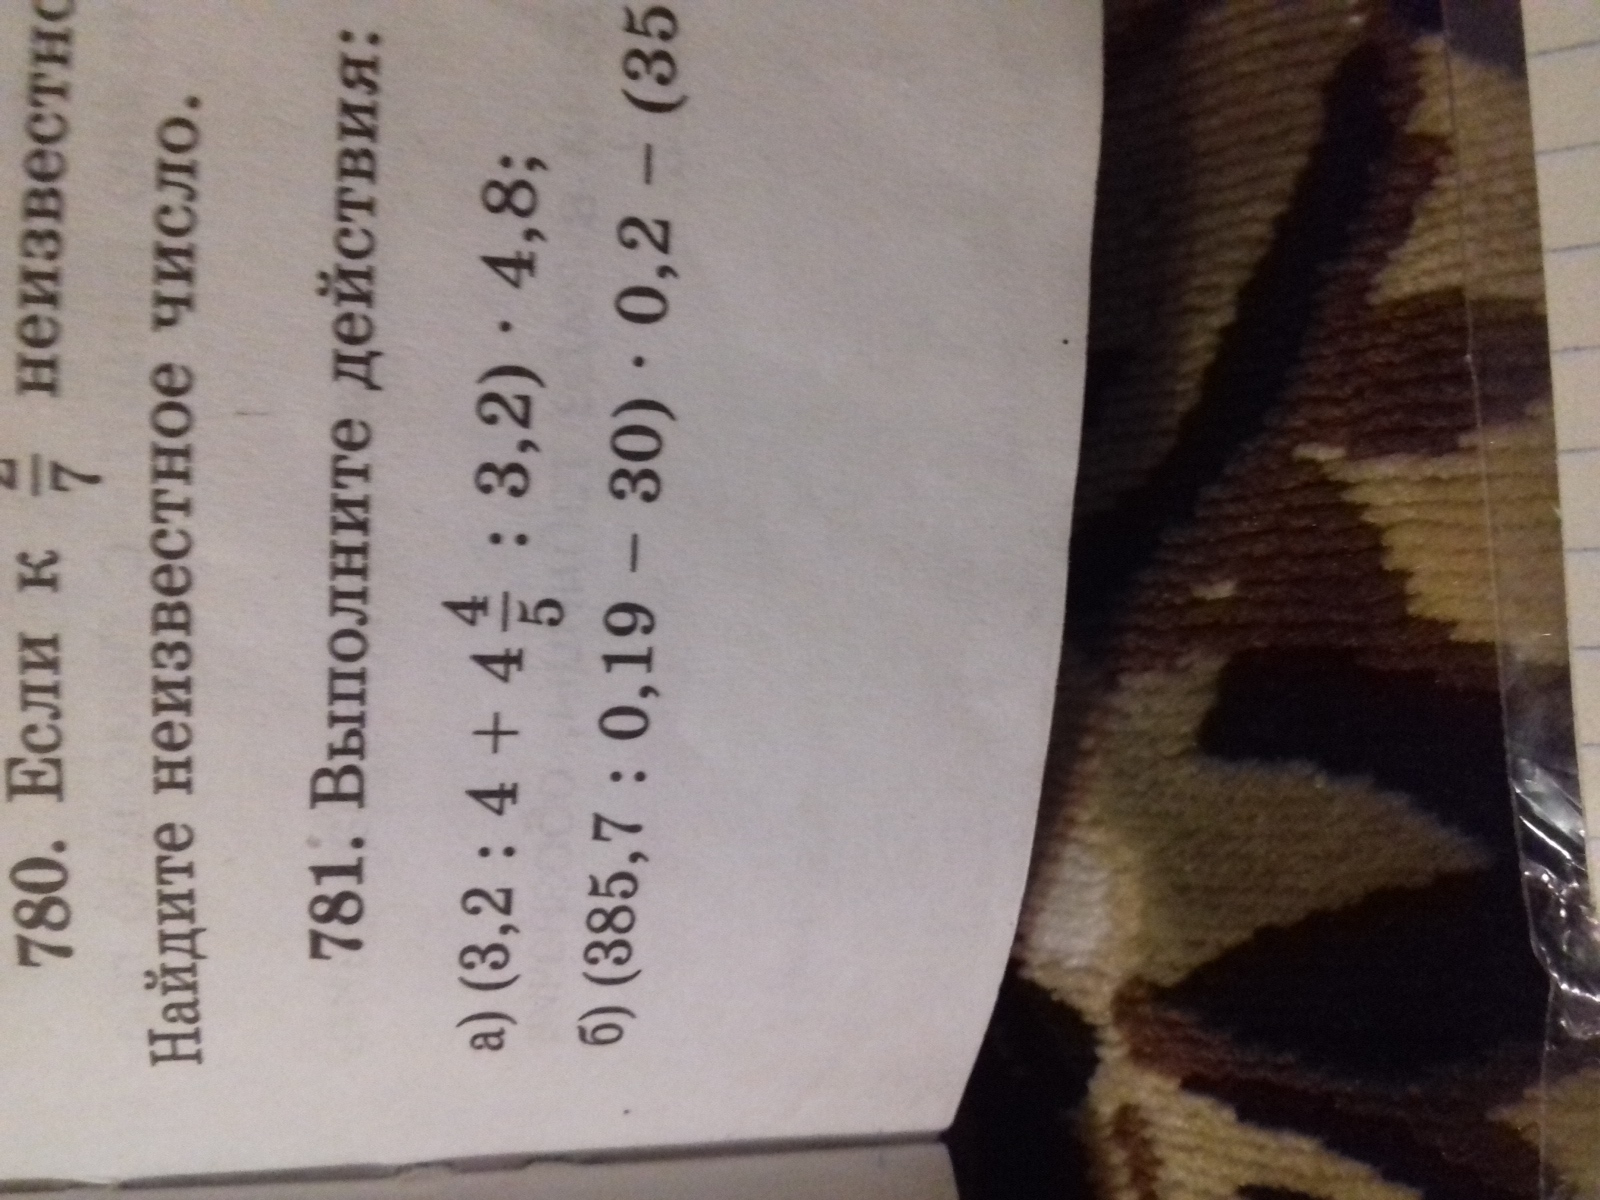 780. Если к 2/7 неизвестно
Найдите неизвестное число.
781. Выполните действия:
а) (3,2 : 4 + 4 4/5 : 3,2) · 4,8;
б) (385,7 : 0,19 − 30) · 0,2 − (35